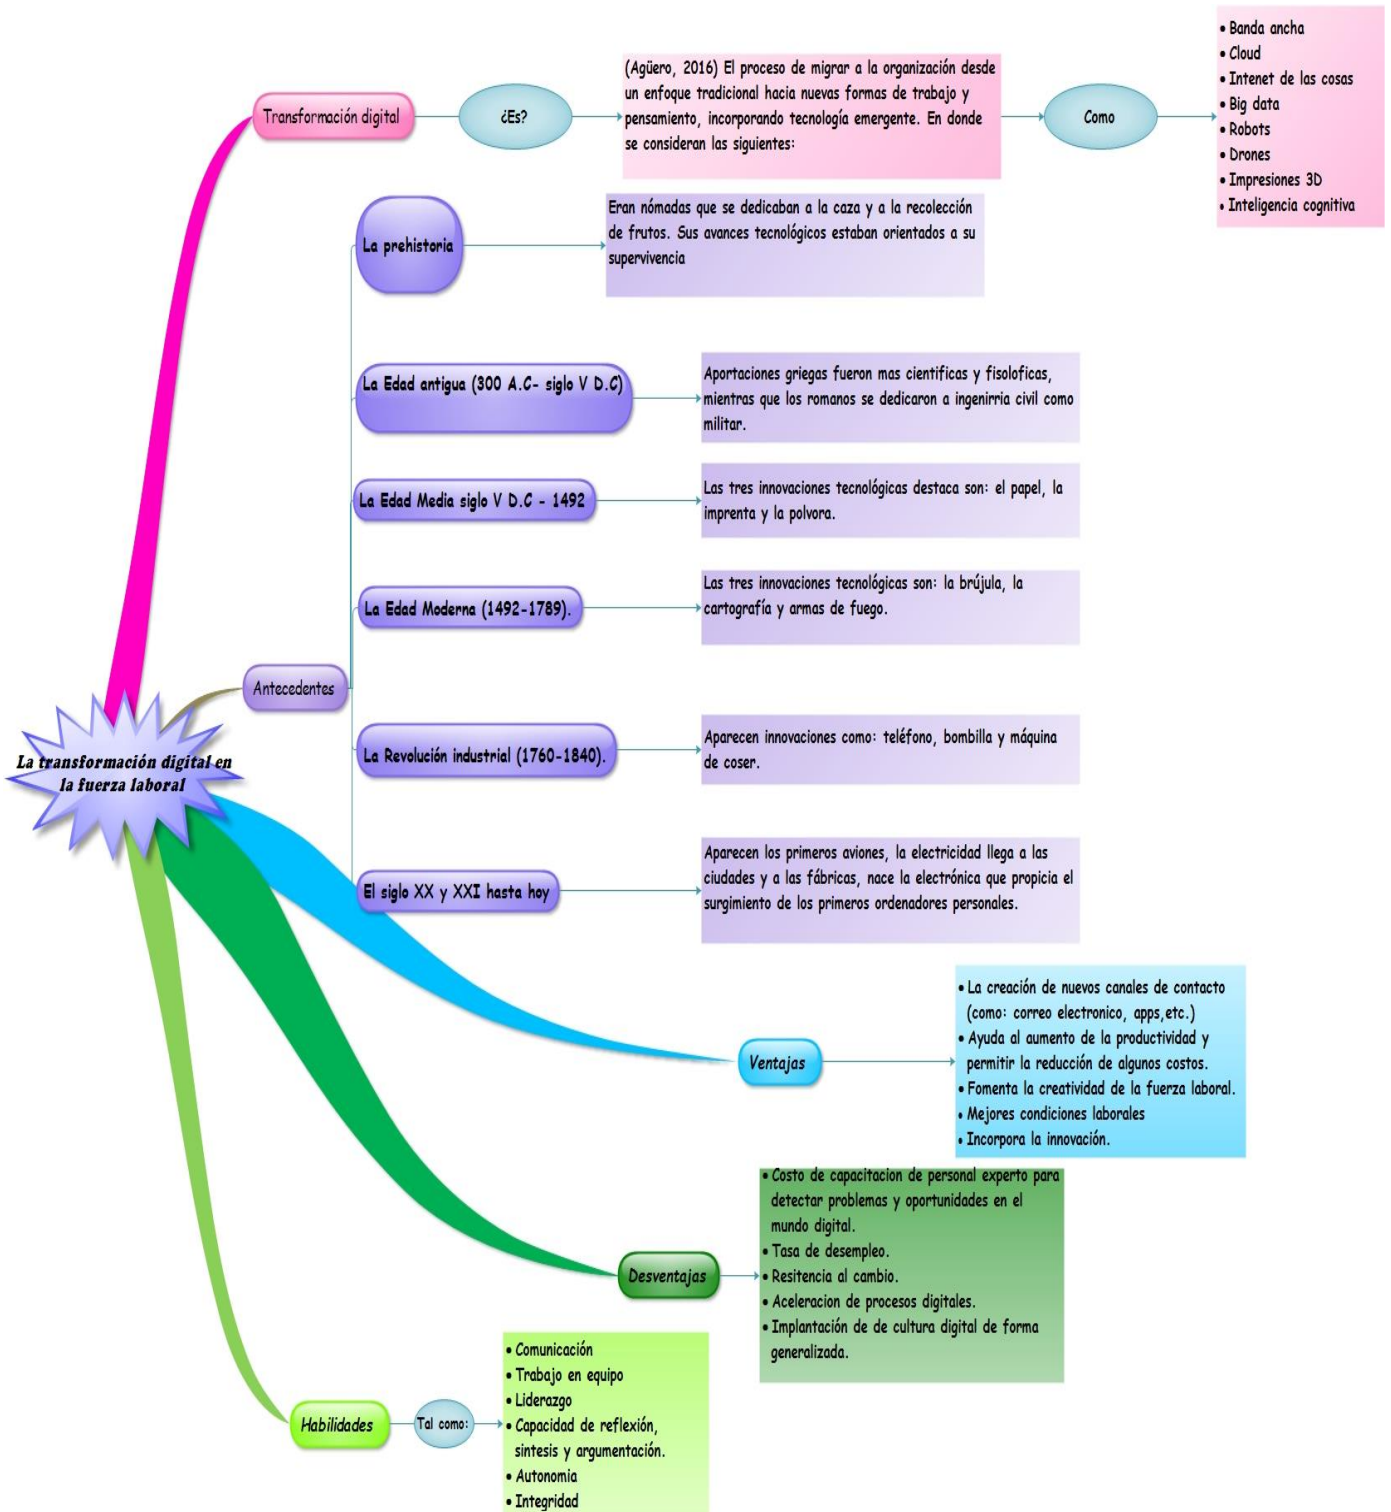 La transformación digital en
la fuerza laboral
Transformación digital
¿Es?
(Agüero, 2016) El proceso de migrar a la organización desde
un enfoque tradicional hacia nuevas formas de trabajo y
pensamiento, incorporando tecnología emergente. En donde
se consideran las siguientes:
Como
• Banda ancha
• Cloud
• Intenet de las cosas
• Big data
• Robots
• Drones
• Impresiones 3D
• Inteligencia cognitiva
Antecedentes
La prehistoria
Eran nómadas que se dedicaban a la caza y a la recolección
de frutos. Sus avances tecnológicos estaban orientados a su
supervivencia
La Edad antigua (300 A.C- siglo V D.C)
Aportaciones griegas fueron mas cientificas y fisoloficas,
mientras que los romanos se dedicaron a ingenirria civil como
militar.
La Edad Media siglo V D.C - 1492
Las tres innovaciones tecnológicas destaca son: el papel, la
imprenta y la polvora.
La Edad Moderna (1492-1789).
Las tres innovaciones tecnológicas son: la brújula, la
cartografía y armas de fuego.
La Revolución industrial (1760-1840).
Aparecen innovaciones como: teléfono, bombilla y máquina
de coser.
El siglo XX y XXI hasta hoy
Aparecen los primeros aviones, la electricidad llega a las
ciudades y a las fábricas, nace la electrónica que propicia el
surgimiento de los primeros ordenadores personales.
Ventajas
• La creación de nuevos canales de contacto
(como: correo electronico, apps,etc.)
• Ayuda al aumento de la productividad y
permitir la reducción de algunos costos.
• Fomenta la creatividad de la fuerza laboral.
• Mejores condiciones laborales
• Incorpora la innovación.
Desventajas
• Costo de capacitacion de personal experto para
detectar problemas y oportunidades en el
mundo digital.
• Tasa de desempleo.
• Resitencia al cambio.
• Aceleracion de procesos digitales.
• Implantación de de cultura digital de forma
generalizada.
Habilidades
Tal como:
• Comunicación
• Trabajo en equipo
• Liderazgo
• Capacidad de reflexión,
sintesis y argumentación.
• Autonomia
• Integridad